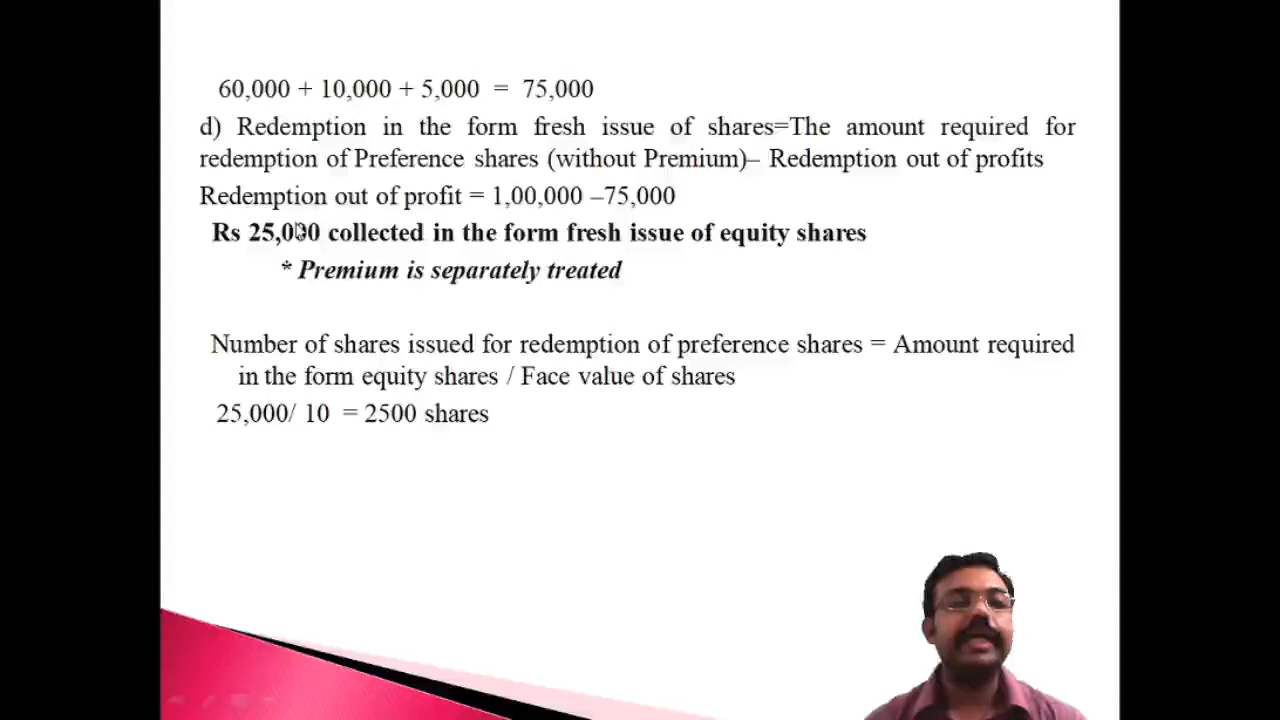 60,000 + 10,000 + 5,000 = 75,000
d) Redemption in the form fresh issue of shares=The amount required for
redemption of Preference shares (without Premium)– Redemption out of profits
Redemption out of profit = 1,00,000 –75,000
Rs 25,000 collected in the form fresh issue of equity shares
* Premium is separately treated
Number of shares issued for redemption of preference shares = Amount required
in the form equity shares / Face value of shares
25,000/ 10 = 2500 shares